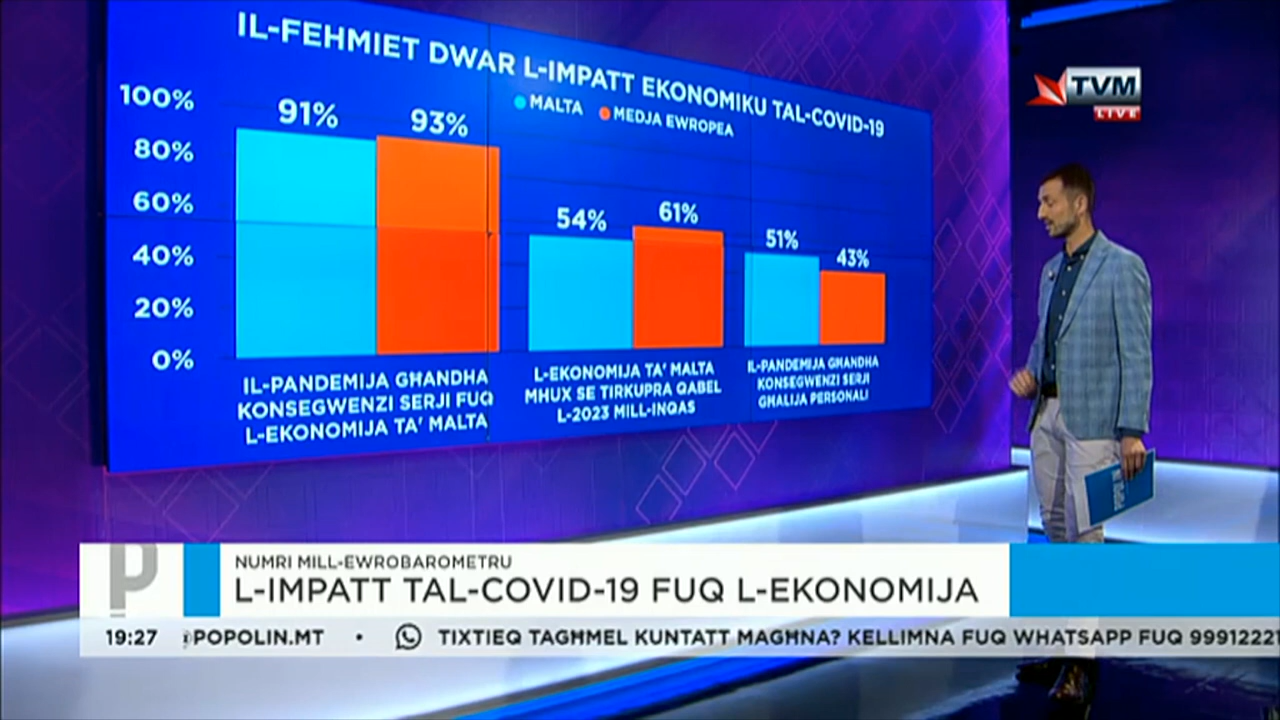 IL-FEHMIET DWAR L-IMPATT EKONOMIKU TAL-COVID-19
MALTA MEDJA EWROPEA
100%
80%
60%
40%
20%
0%
91% 93%
54% 61%
51% 43%
IL-PANDEMIJA GĦANDHA
KONSEGWENZI SERJI FUQ
L-EKONOMIJA TA' MALTA
L-EKONOMIJA TA' MALTA
MHUX SE TIRKUPRA QABEL
L-2023 MILL-INQAS
IL-PANDEMIJA GĦANDHA
KONSEGWENZI SERJI
GĦALIJA PERSONALI
TVM
LIVE
P
NUMRI MILL-EWROBAROMETRU
L-IMPATT TAL-COVID-19 FUQ L-EKONOMIJA
19:27 POPOLIN.MT • TIXTIEQ TAGĦMEL KUNTATT MAGĦNA? KELLIMNA FUQ WHATSAPP FUQ 99912221